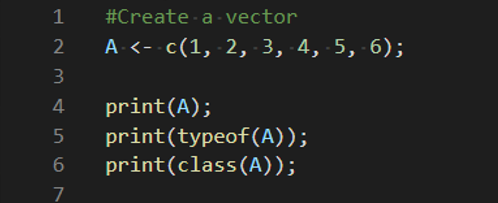 1 #Create a vector
2 A <- c(1, 2, 3, 4, 5, 6);
3
4 print(A);
5 print(typeof(A));
6 print(class(A));
7